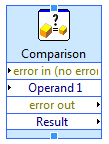 ?
=
Comparison
error in (no error
Operand 1
error out
Result